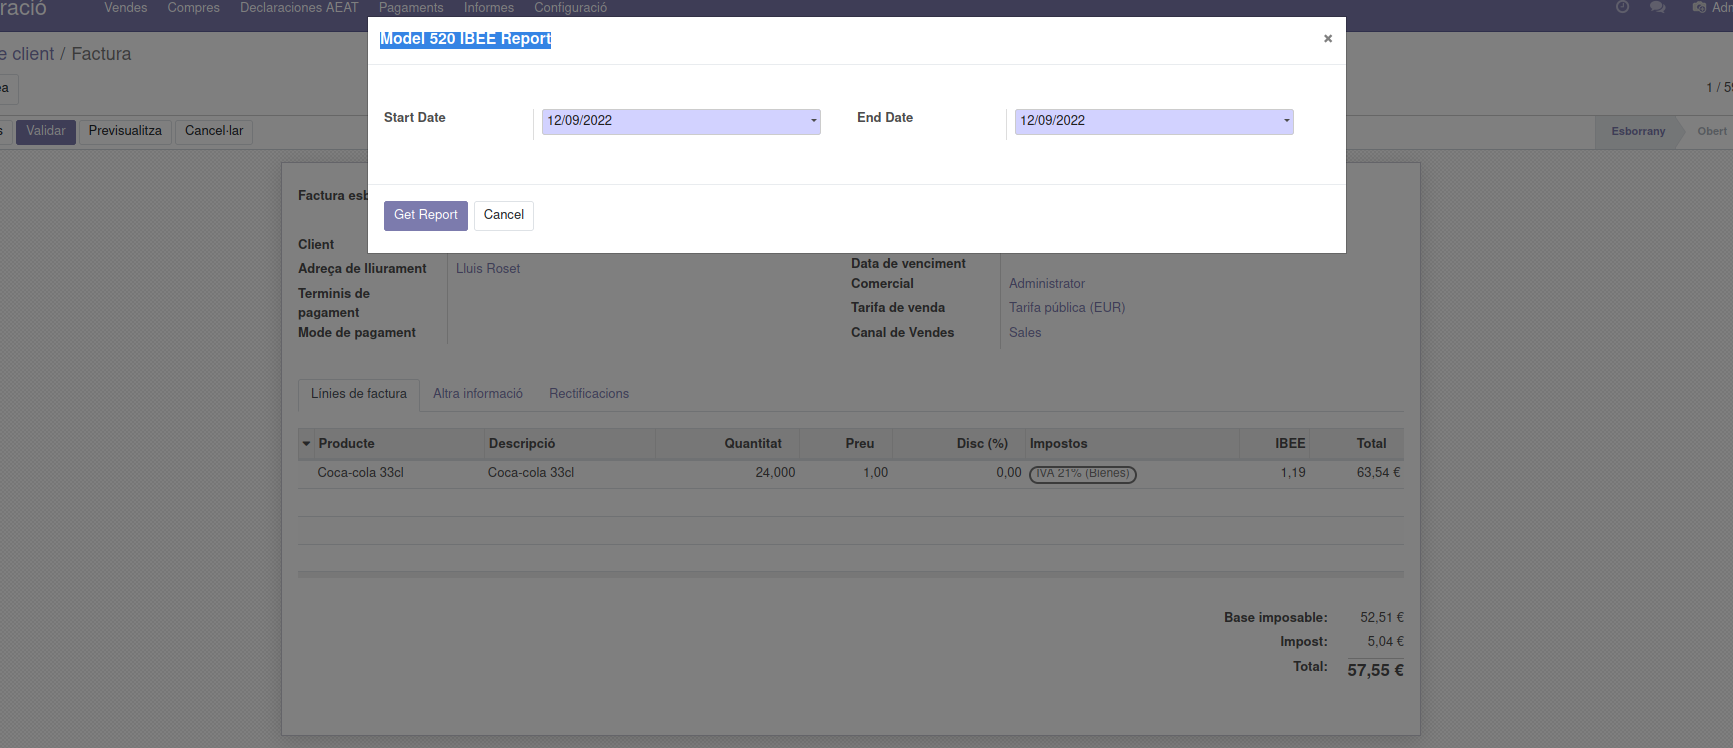 ració Vendes Compres Declaraciones AEAT Pagaments Informes Configuració Adm
Model 520 IBEE Report ×
e client / Factura
ea
1 / 59
Start Date 12/09/2022 End Date 12/09/2022
s Validar Previsualitza Cancel·lar Esborrany Obert
Factura esb
Get Report Cancel
Client
Data de venciment
Adreça de lliurament Lluis Roset
Comercial Administrator
Terminis de
pagament
Tarifa de venda Tarifa pública (EUR)
Mode de pagament
Canal de Vendes Sales
Línies de factura Altra informació Rectificacions
Producte Descripció Quantitat Preu Disc (%) Impostos IBEE Total
Coca-cola 33cl Coca-cola 33cl 24,000 1,00 0,00 IVA 21% (Bienes) 1,19 63,54 €
Base imposable: 52,51 €
Impost: 5,04 €
Total: 57,55 €